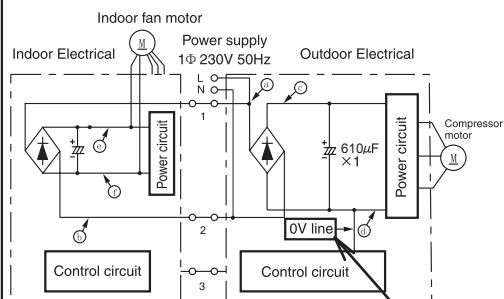 Indoor fan motor
M
Indoor Electrical
Power supply
1Φ 230V 50Hz
Outdoor Electrical
L
N
a
c
1
e
Power circuit
+
-
f
+
-
610μF
×1
Power circuit
Compressor
motor
M
b
2
0V line
d
Control circuit
Control circuit
3